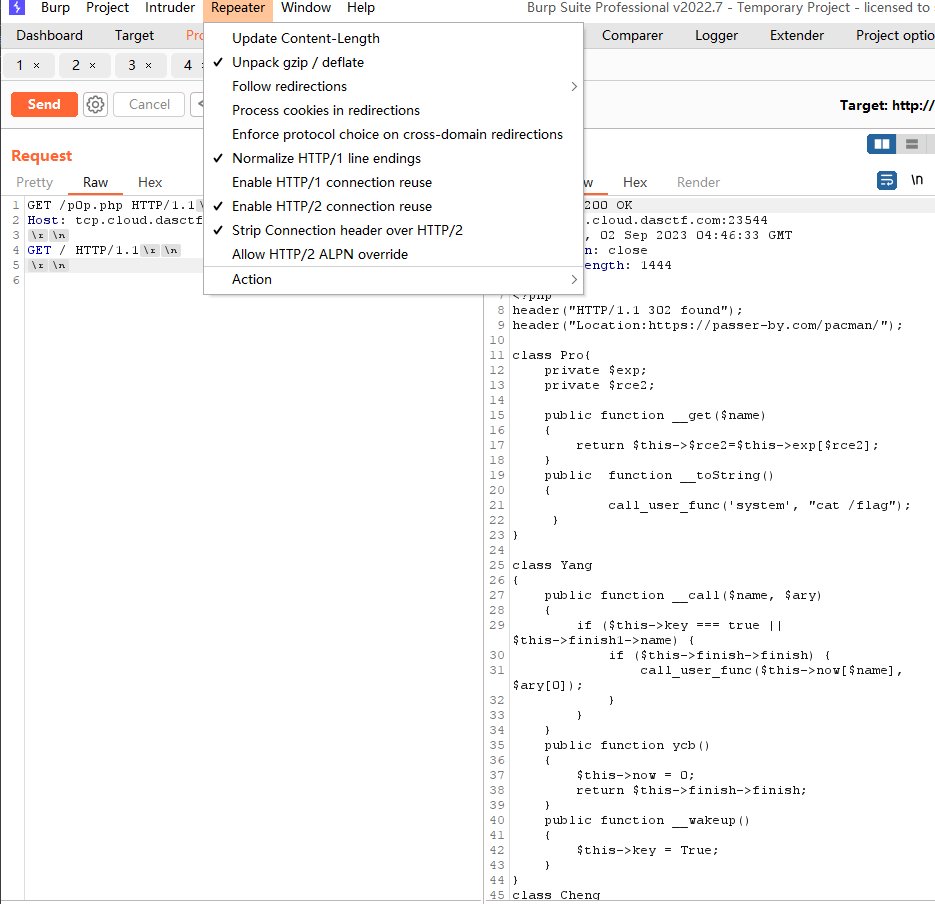 Burp Project Intruder Repeater Window Help Burp Suite Professional v2022.7 - Temporary Project - licensed to
Dashboard Target Comparer Logger Extender Project optio
1 × 2 × 3 × 4
Send Cancel < Target: http://
Update Content-Length
✓ Unpack gzip / deflate
Follow redirections >
Process cookies in redirections
Enforce protocol choice on cross-domain redirections
✓ Normalize HTTP/1 line endings
Enable HTTP/1 connection reuse
✓ Enable HTTP/2 connection reuse
✓ Strip Connection header over HTTP/2
Allow HTTP/2 ALPN override
Action >
Request
Pretty Raw Hex
1 GET /p0p.php HTTP/1.1\r
2 Host: tcp.cloud.dasctf
3 \r \n
4 GET / HTTP/1.1\r \n
5 \r \n
6
w Hex Render
\n
200 OK
.cloud.dasctf.com:23544
, 02 Sep 2023 04:46:33 GMT
n: close
ength: 1444
7 <?php
8 header("HTTP/1.1 302 found");
9 header("Location:https://passer-by.com/pacman/");
10
11 class Pro{
12 private $exp;
13 private $rce2;
14
15 public function __get($name)
16 {
17 return $this->$rce2=$this->exp[$rce2];
18 }
19 public  function __toString()
20 {
21 call_user_func('system', "cat /flag");
22 }
23 }
24
25 class Yang
26 {
27 public function __call($name, $ary)
28 {
29 if ($this->key === true ||
$this->finish1->name) {
30 if ($this->finish->finish) {
31 call_user_func($this->now[$name],
$ary[0]);
32 }
33 }
34 }
35 public function ycb()
36 {
37 $this->now = 0;
38 return $this->finish->finish;
39 }
40 public function __wakeup()
41 {
42 $this->key = True;
43 }
44 }
45 class Cheng